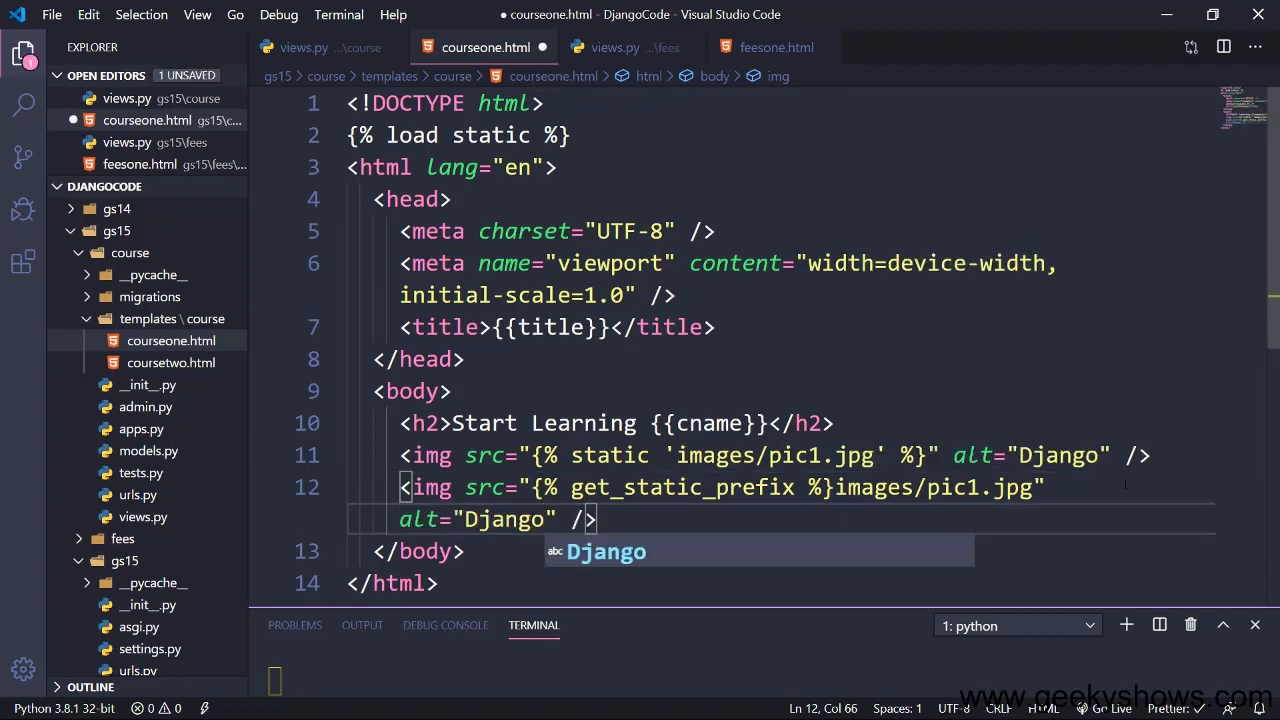 File Edit Selection View Go Debug Terminal Help
● courseone.html - DjangoCode - Visual Studio Code
EXPLORER
views.py ...\course
courseone.html
views.py ...\fees
feesone.html
OPEN EDITORS 1 UNSAVED
gs15 > course > templates > course > courseone.html > html > body > img
views.py gs15\course
courseone.html gs15\c...
views.py gs15\fees
feesone.html gs15\fees\...
DJANGOCODE
gs14
gs15
course
__pycache__
migrations
templates \ course
courseone.html
coursetwo.html
__init__.py
admin.py
apps.py
models.py
tests.py
urls.py
views.py
fees
gs15
__pycache__
__init__.py
asgi.py
settings.py
urls.py
OUTLINE
1 <!DOCTYPE html>
2 {% load static %}
3 <html lang="en">
4 <head>
5 <meta charset="UTF-8" />
6 <meta name="viewport" content="width=device-width,
initial-scale=1.0" />
7 <title>{{title}}</title>
8 </head>
9 <body>
10 <h2>Start Learning {{cname}}</h2>
11 <img src="{% static 'images/pic1.jpg' %}" alt="Django" />
12 <img src="{% get_static_prefix %}images/pic1.jpg"
alt="Django" />
abc Django
13 </body>
14 </html>
PROBLEMS OUTPUT DEBUG CONSOLE TERMINAL
1: python
www.geekyshows.com
Python 3.8.1 32-bit 0 0
Ln 12, Col 66 Spaces: 1 UTF-8 CRLF HTML Go Live Prettier: ✓
1